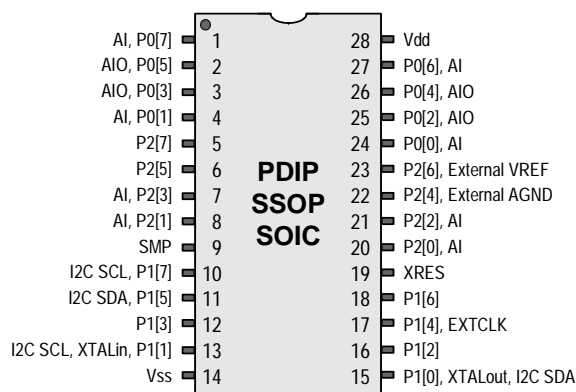 AI, P0[7] 1 28 Vdd
AIO, P0[5] 2 27 P0[6], AI
AIO, P0[3] 3 26 P0[4], AIO
AI, P0[1] 4 25 P0[2], AIO
P2[7] 5 24 P0[0], AI
P2[5] 6 PDIP 23 P2[6], External VREF
AI, P2[3] 7 SSOP 22 P2[4], External AGND
AI, P2[1] 8 SOIC 21 P2[2], AI
SMP 9 20 P2[0], AI
I2C SCL, P1[7] 10 19 XRES
I2C SDA, P1[5] 11 18 P1[6]
P1[3] 12 17 P1[4], EXTCLK
I2C SCL, XTALin, P1[1] 13 16 P1[2]
Vss 14 15 P1[0], XTALout, I2C SDA